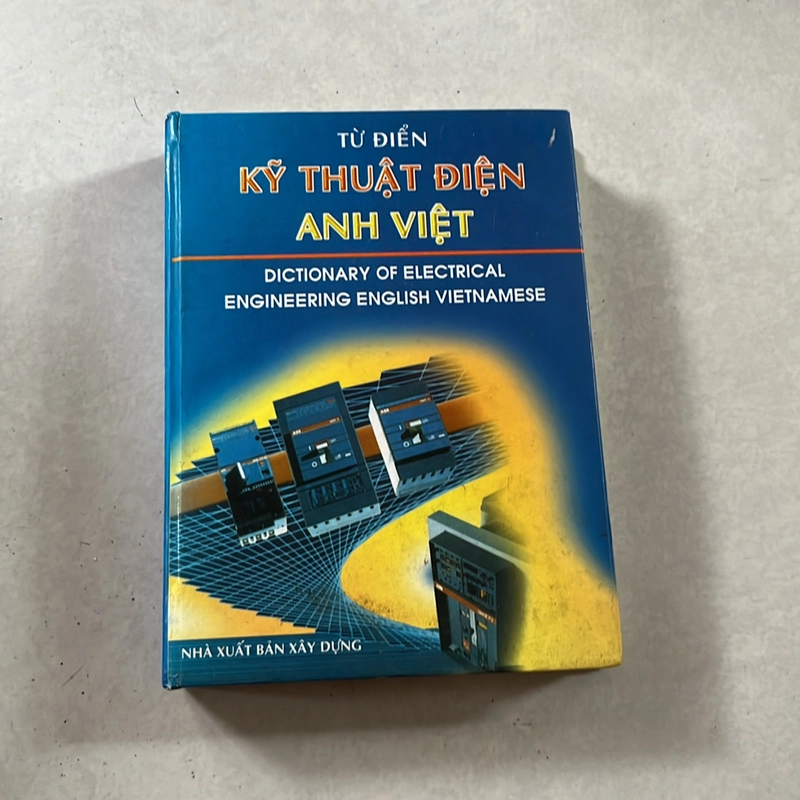 TỪ ĐIỂN
KỸ THUẬT ĐIỆN
ANH VIỆT
DICTIONARY OF ELECTRICAL
ENGINEERING ENGLISH VIETNAMESE
NHÀ XUẤT BẢN XÂY DỰNG